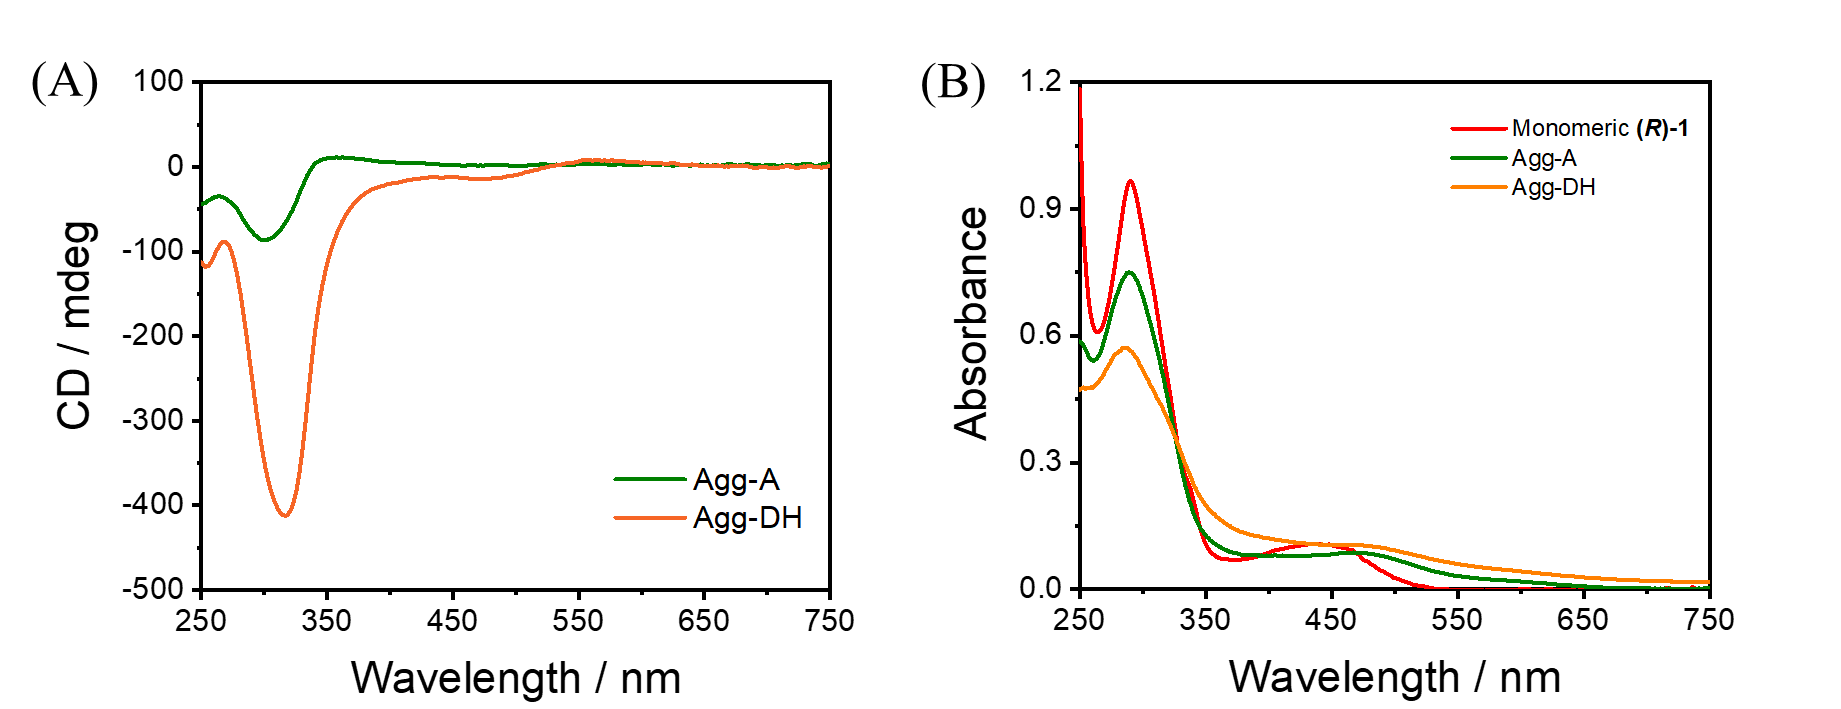 (A)
100
0
-100
-200
-300
-400
-500
CD / mdeg
Agg-A
Agg-DH
250 350 450 550 650 750
Wavelength / nm
(B)
1.2
0.9
0.6
0.3
0.0
Absorbance
Monomeric (R)-1
Agg-A
Agg-DH
250 350 450 550 650 750
Wavelength / nm